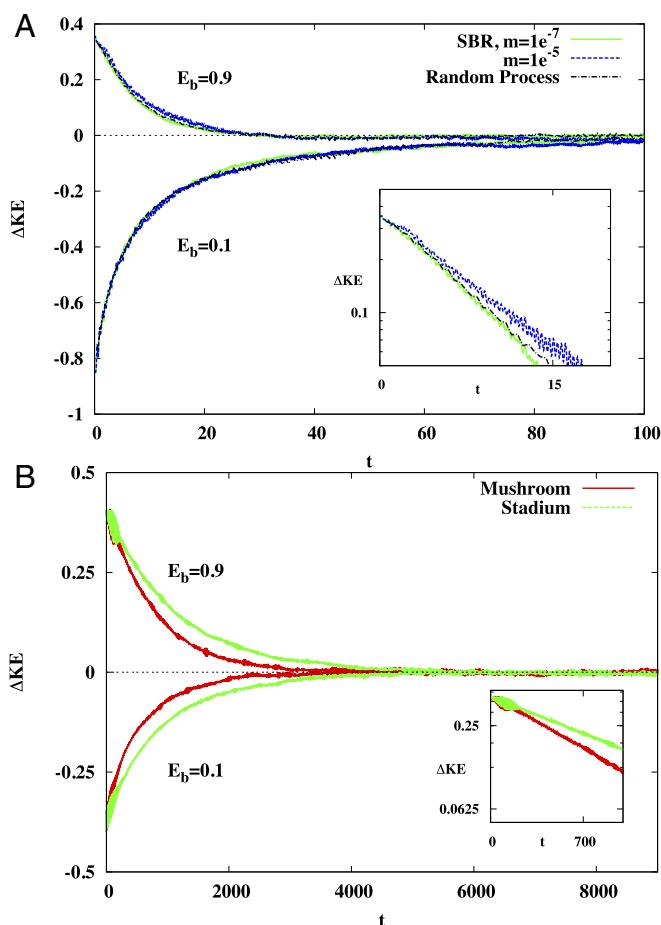 A
0.4
0.2
0
-0.2
-0.4
-0.6
-0.8
-1
ΔKE
E_b=0.9
E_b=0.1
SBR, m=1e^-7
m=1e^-5
Random Process
ΔKE
0.1
0
15
t
0
20
40
60
80
100
t
B
0.5
0.25
0
-0.25
-0.5
ΔKE
E_b=0.9
E_b=0.1
Mushroom
Stadium
0.25
ΔKE
0.0625
0
t
700
0
2000
4000
6000
8000
t